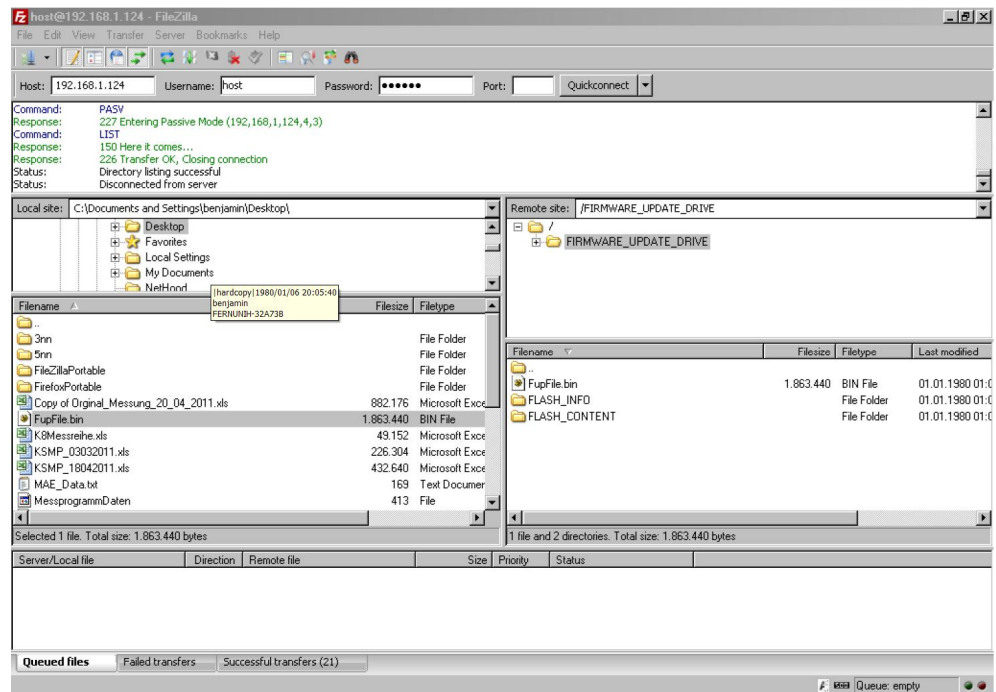 host@192.168.1.124 - FileZilla
File Edit View Transfer Server Bookmarks Help
Host: 192.168.1.124 Username: host Password: ●●●●●● Port: Quickconnect
Command: PASV
Response: 227 Entering Passive Mode (192,168,1,124,4,3)
Command: LIST
Response: 150 Here it comes...
Response: 226 Transfer OK, Closing connection
Status: Directory listing successful
Status: Disconnected from server
Local site: C:\Documents and Settings\benjamin\Desktop\
Desktop
Favorites
Local Settings
My Documents
NetHood
|hardcopy|1980/01/06 20:05:40
benjamin
FERNUNIH-32A73B
Filename Filesize Filetype
..
3nn File Folder
5nn File Folder
FileZillaPortable File Folder
FirefoxPortable File Folder
Copy of Orginal_Messung_20_04_2011.xls 882.176 Microsoft Exce
FupFile.bin 1.863.440 BIN File
K8Messreihe.xls 49.152 Microsoft Exce
KSMP_03032011.xls 226.304 Microsoft Exce
KSMP_18042011.xls 432.640 Microsoft Exce
MAE_Data.txt 169 Text Documer
MessprogrammDaten 413 File
Selected 1 file. Total size: 1.863.440 bytes
Remote site: /FIRMWARE_UPDATE_DRIVE
/
FIRMWARE_UPDATE_DRIVE
Filename Filesize Filetype Last modified
..
FupFile.bin 1.863.440 BIN File 01.01.1980 01:0
FLASH_INFO File Folder 01.01.1980 01:0
FLASH_CONTENT File Folder 01.01.1980 01:0
1 file and 2 directories. Total size: 1.863.440 bytes
Server/Local file Direction Remote file Size Priority Status
Queued files Failed transfers Successful transfers (21)
Queue: empty